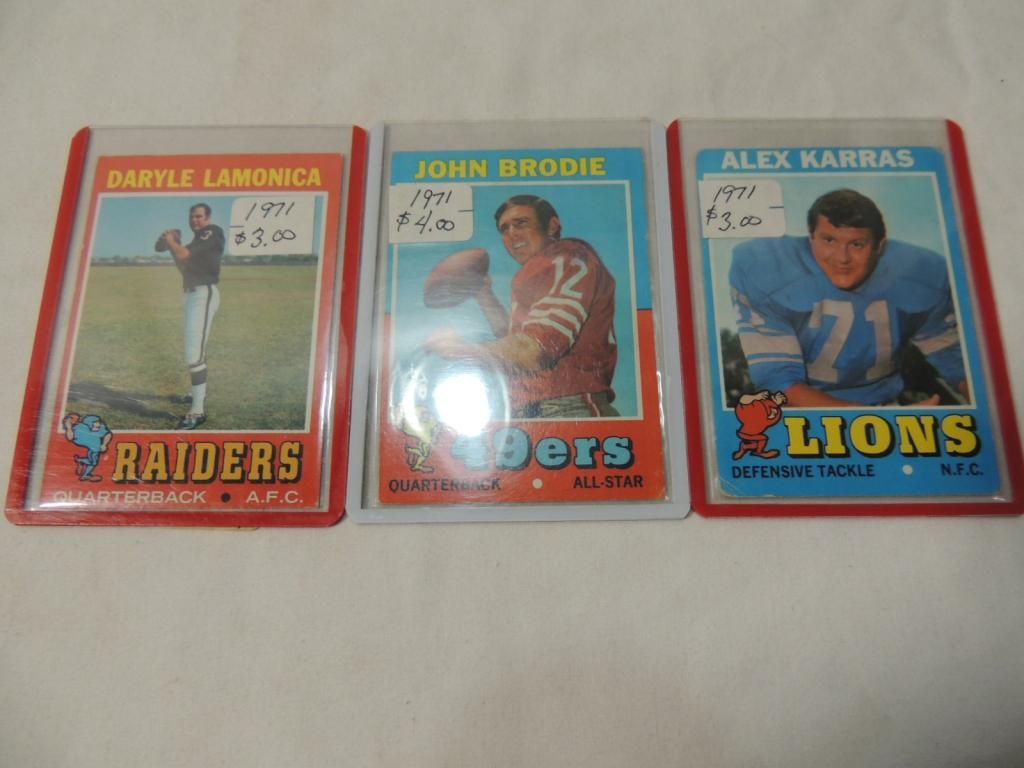 DARYLE LAMONICA
1971
$3.00
RAIDERS
QUARTERBACK • A.F.C.
JOHN BRODIE
1971
$4.00
12
49ers
QUARTERBACK • ALL-STAR
ALEX KARRAS
1971
$3.00
71
LIONS
DEFENSIVE TACKLE • N.F.C.